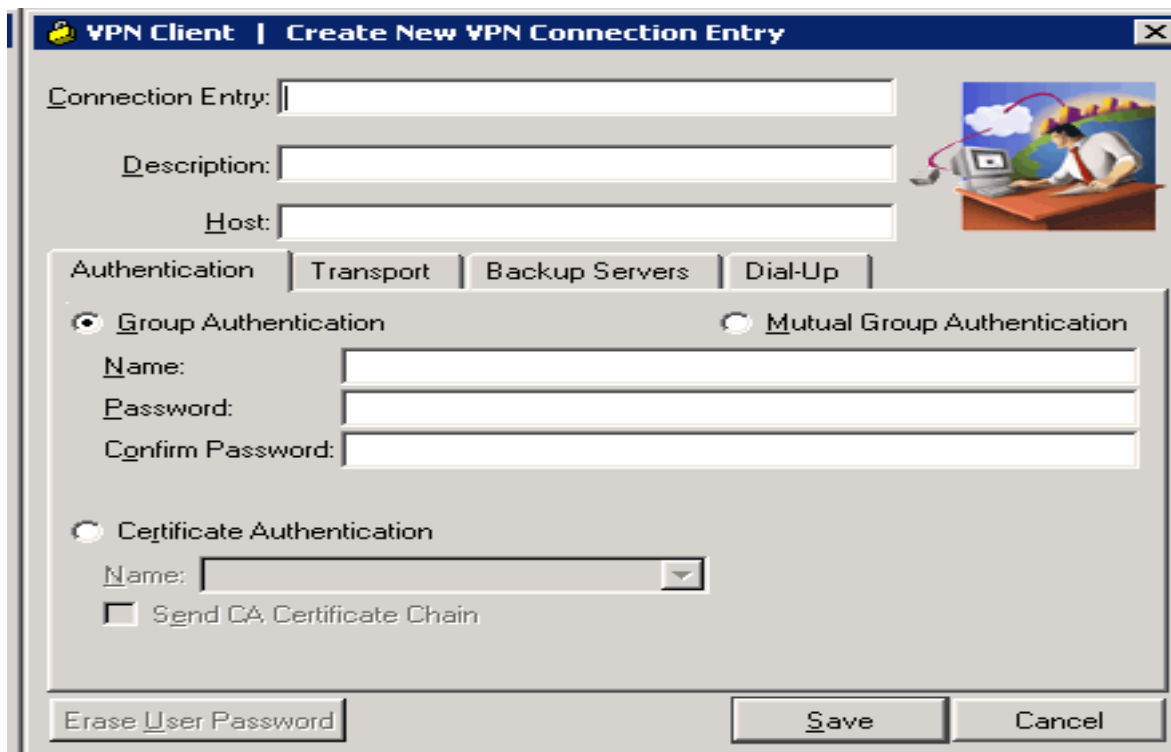 VPN Client | Create New VPN Connection Entry
Connection Entry:
Description:
Host:
Authentication Transport Backup Servers Dial-Up
Group Authentication Mutual Group Authentication
Name:
Password:
Confirm Password:
Certificate Authentication
Name:
Send CA Certificate Chain
Erase User Password Save Cancel